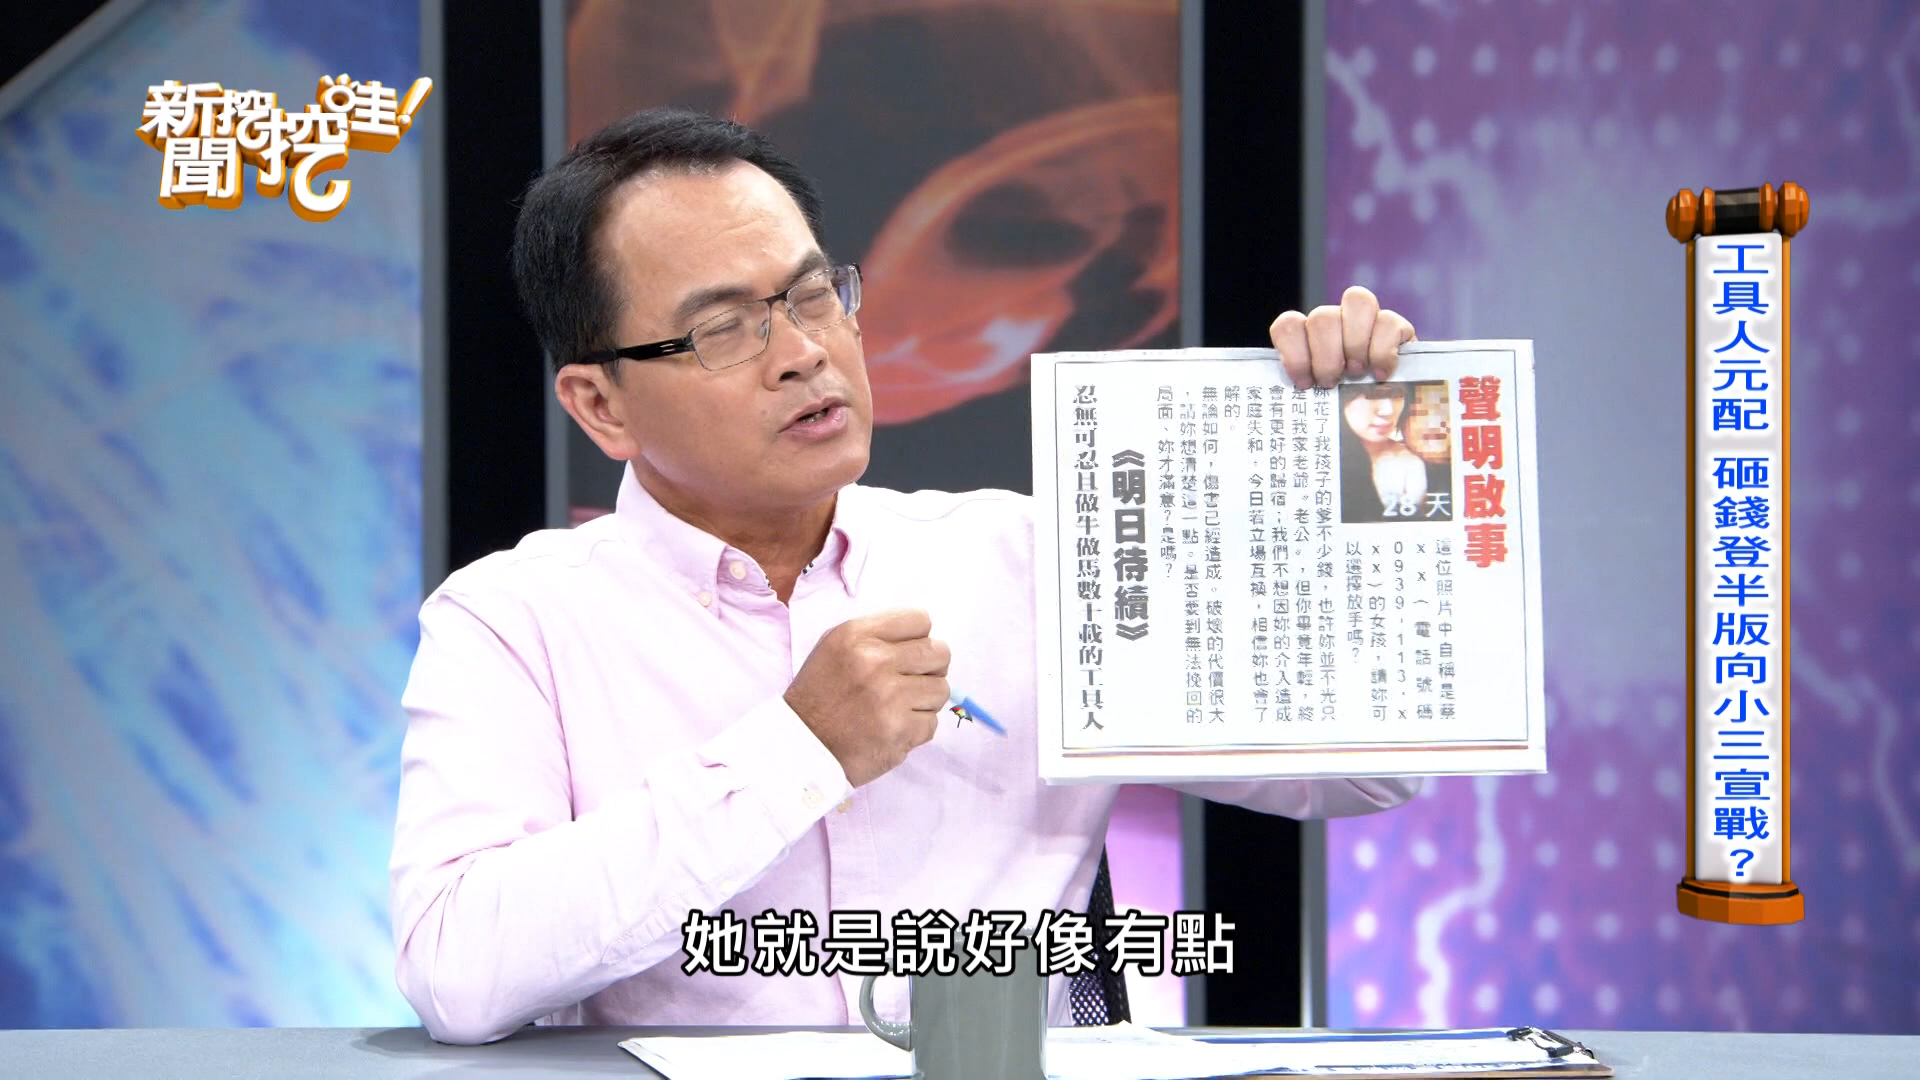 新聞挖挖哇!
工具人元配 砸錢登半版向小三宣戰?
聲明啟事
28天
這位照片中自稱是蔡
xx(電話號碼
0939-113-x
xx)的女孩,請妳可
以選擇放手嗎?
妳花了我孩子的爹不少錢,也許妳並不光只
是叫我家老爺。老公。,但你畢竟年輕,終
會有更好的歸宿;我們不想因妳的介入造成
家庭失和,今日若立場互換,相信妳也會了
解的。
無論如何,傷害己經造成。破壞的代價很大
,請妳想清楚這一點。是否要到無法挽回的
局面、妳才滿意?是嗎?
《明日待續》
忍無可忍且做牛做馬數十載的工具人
她就是說好像有點